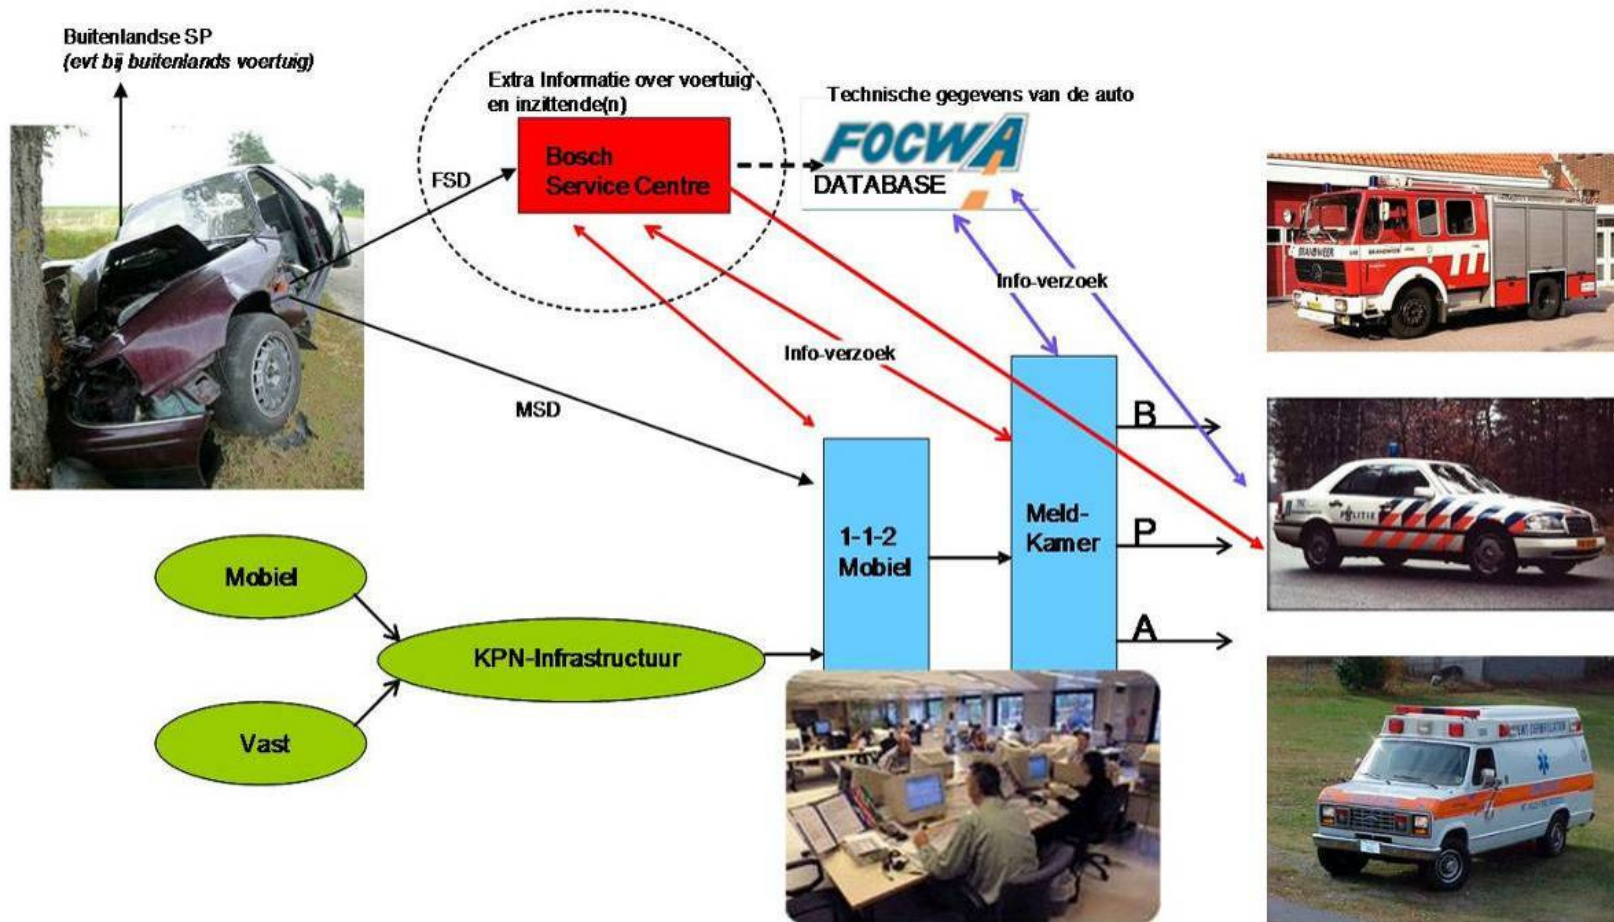 Buitenlandse SP
(evt bij buitenlands voertuig)
Extra Informatie over voertuig
en inzittende(n)
Technische gegevens van de auto
Bosch
Service Centre
FOCWA
DATABASE
FSD
Info-verzoek
Info-verzoek
MSD
BRANDWEER
B
Meld-
Kamer
1-1-2
Mobiel
P
POLITIE
Mobiel
A
KPN-Infrastructuur
Vast